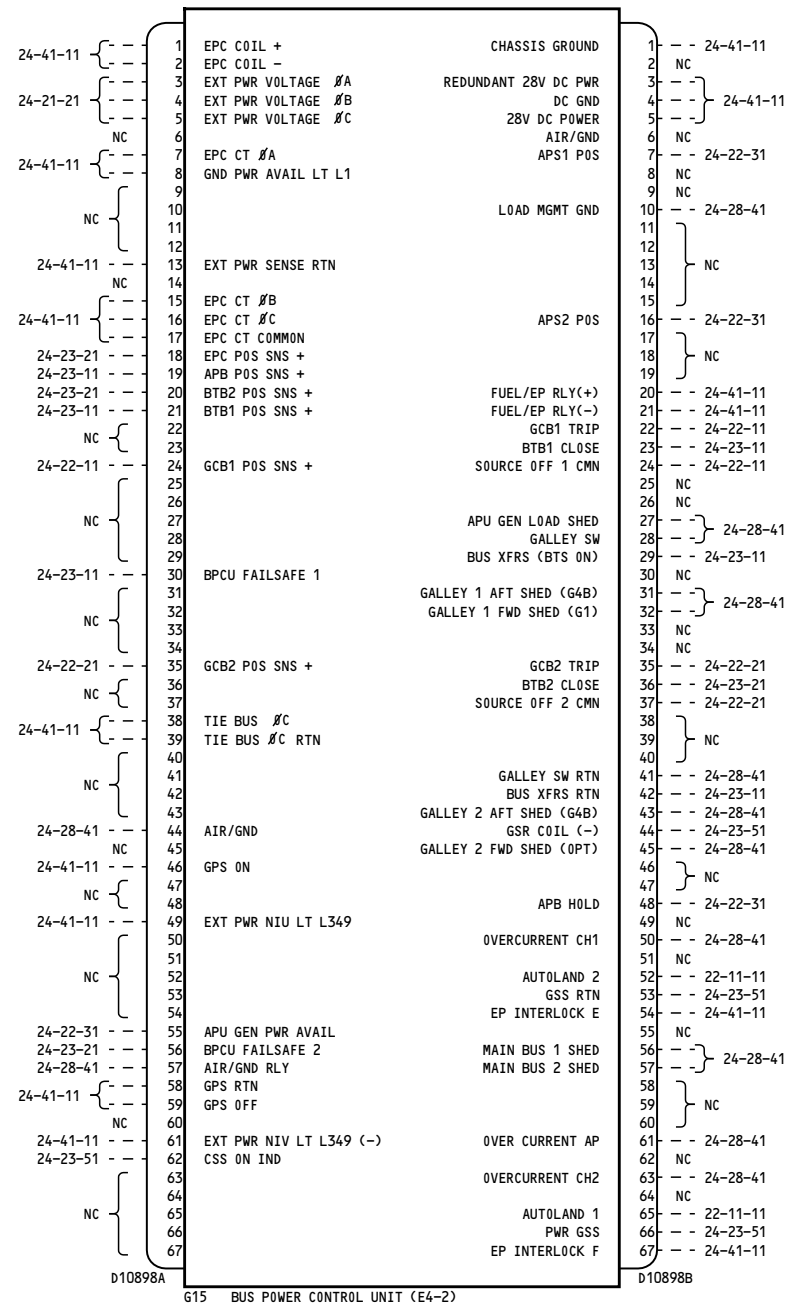 24-41-11 1 EPC COIL + CHASSIS GROUND 1 24-41-11
2 EPC COIL - 2 NC
24-21-21 3 EXT PWR VOLTAGE ØA REDUNDANT 28V DC PWR 3 24-41-11
4 EXT PWR VOLTAGE ØB DC GND 4
5 EXT PWR VOLTAGE ØC 28V DC POWER 5
NC 6 AIR/GND 6 NC
24-41-11 7 EPC CT ØA APS1 POS 7 24-22-31
8 GND PWR AVAIL LT L1 8 NC
NC 9 9 NC
10 LOAD MGMT GND 10 24-28-41
11 11 NC
12 12
24-41-11 13 EXT PWR SENSE RTN 13
NC 14 14
24-41-11 15 EPC CT ØB 15
16 EPC CT ØC APS2 POS 16 24-22-31
17 EPC CT COMMON 17 NC
24-23-21 18 EPC POS SNS + 18
24-23-11 19 APB POS SNS + 19
24-23-21 20 BTB2 POS SNS + FUEL/EP RLY(+) 20 24-41-11
24-23-11 21 BTB1 POS SNS + FUEL/EP RLY(-) 21 24-41-11
NC 22 GCB1 TRIP 22 24-22-11
23 BTB1 CLOSE 23 24-23-11
24-22-11 24 GCB1 POS SNS + SOURCE OFF 1 CMN 24 24-22-11
NC 25 25 NC
26 26 NC
27 APU GEN LOAD SHED 27 24-28-41
28 GALLEY SW 28
29 BUS XFRS (BTS ON) 29 24-23-11
24-23-11 30 BPCU FAILSAFE 1 30 NC
NC 31 GALLEY 1 AFT SHED (G4B) 31 24-28-41
32 GALLEY 1 FWD SHED (G1) 32
33 33 NC
34 34 NC
24-22-21 35 GCB2 POS SNS + GCB2 TRIP 35 24-22-21
NC 36 BTB2 CLOSE 36 24-23-21
37 SOURCE OFF 2 CMN 37 24-22-21
24-41-11 38 TIE BUS ØC 38 NC
39 TIE BUS ØC RTN 39
NC 40 40
41 GALLEY SW RTN 41 24-28-41
42 BUS XFRS RTN 42 24-23-11
43 GALLEY 2 AFT SHED (G4B) 43 24-28-41
24-28-41 44 AIR/GND GSR COIL (-) 44 24-23-51
NC 45 GALLEY 2 FWD SHED (OPT) 45 24-28-41
24-41-11 46 GPS ON 46 NC
NC 47 47
48 APB HOLD 48 24-22-31
24-41-11 49 EXT PWR NIU LT L349 49 NC
NC 50 OVERCURRENT CH1 50 24-28-41
51 51 NC
52 AUTOLAND 2 52 22-11-11
53 GSS RTN 53 24-23-51
54 EP INTERLOCK E 54 24-41-11
24-22-31 55 APU GEN PWR AVAIL 55 NC
24-23-21 56 BPCU FAILSAFE 2 MAIN BUS 1 SHED 56 24-28-41
24-28-41 57 AIR/GND RLY MAIN BUS 2 SHED 57
24-41-11 58 GPS RTN 58 NC
59 GPS OFF 59
NC 60 60
24-41-11 61 EXT PWR NIV LT L349 (-) OVER CURRENT AP 61 24-28-41
24-23-51 62 CSS ON IND 62 NC
NC 63 OVERCURRENT CH2 63 24-28-41
64 64 NC
65 AUTOLAND 1 65 22-11-11
66 PWR GSS 66 24-23-51
67 EP INTERLOCK F 67 24-41-11
D10898A D10898B
G15 BUS POWER CONTROL UNIT (E4-2)